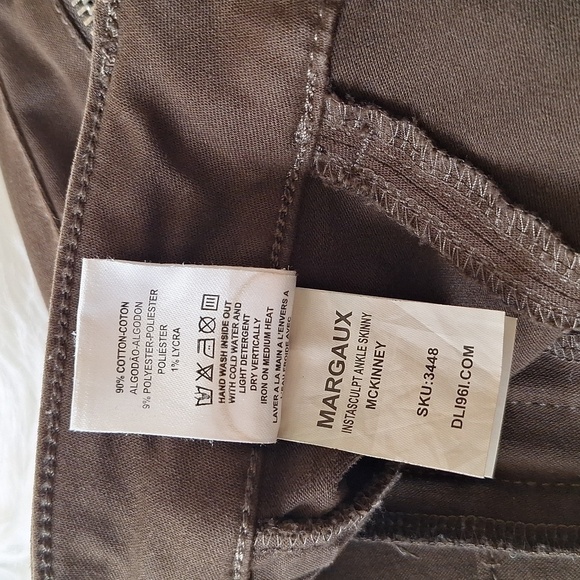 90% COTTON-COTON
ALGODÃO-ALGODON
9% POLYESTER-POLIESTER
POLIESTER
1% LYCRA
HAND WASH INSIDE OUT
WITH COLD WATER AND
LIGHT DETERGENT
DRY VERTICALLY
IRON ON MEDIUM HEAT
LAVER A LA MAIN A L'ENVERS A
MARGAUX
INSTASCULPT ANKLE SKINNY
MCKINNEY
SKU:3448
DL1961.COM